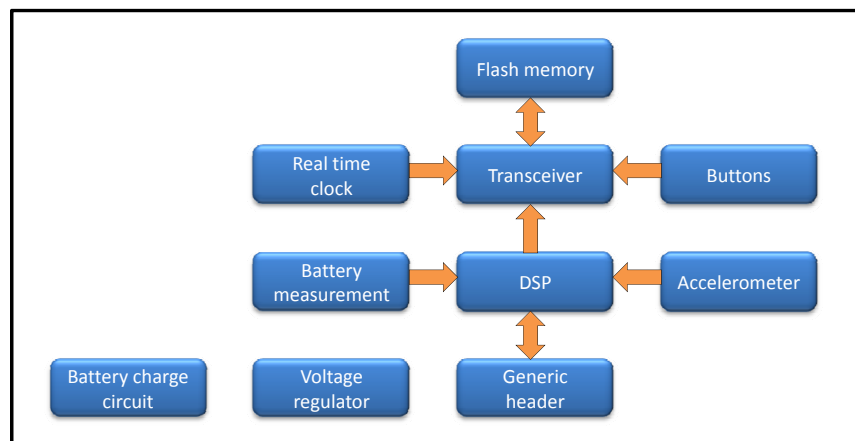 Flash memory
Real time
clock
Transceiver
Buttons
Battery
measurement
DSP
Accelerometer
Battery charge
circuit
Voltage
regulator
Generic
header